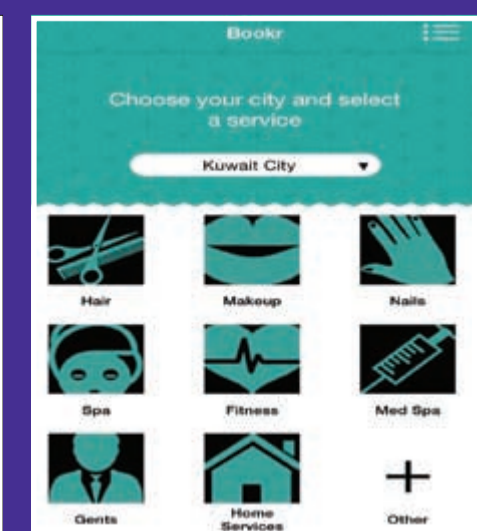 Bookr
Choose your city and select
a service
Kuwait City
Hair
Makeup
Nails
Spa
Fitness
Med Spa
Gents
Home
Services
Other